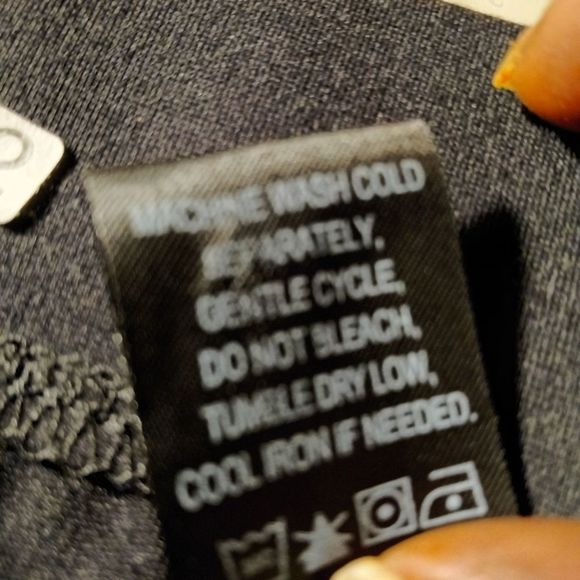 MACHINE WASH COLD
SEPARATELY,
GENTLE CYCLE,
DO NOT BLEACH,
TUMBLE DRY LOW,
COOL IRON IF NEEDED.